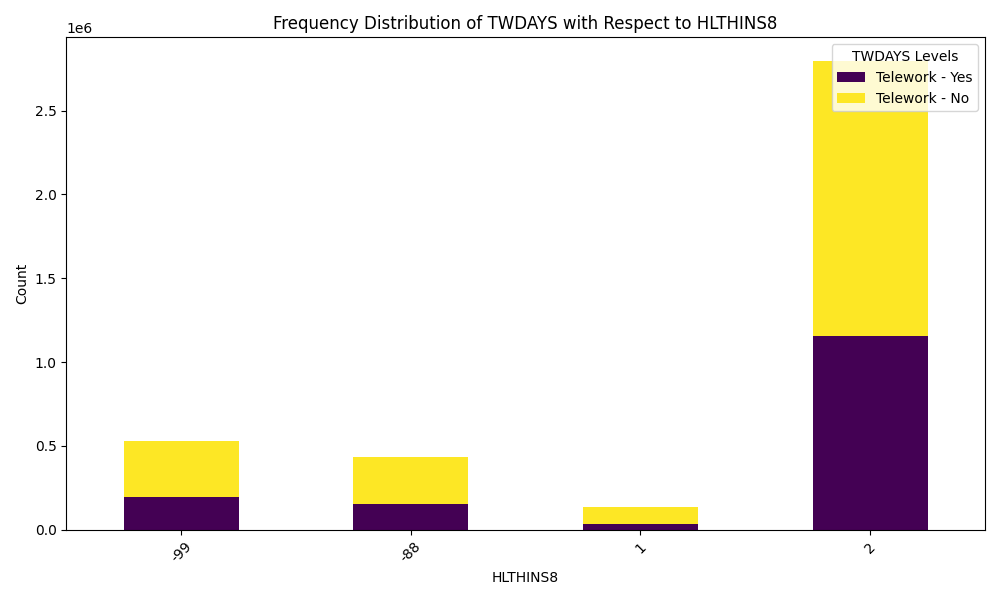 Frequency Distribution of TWDAYS with Respect to HLTHINS8
1e6
TWDAYS Levels
Telework - Yes
Telework - No
2.5
2.0
1.5
1.0
0.5
0.0
Count
-99
-88
1
2
HLTHINS8